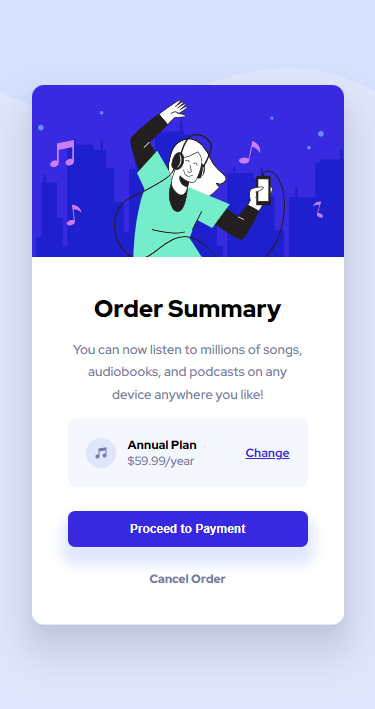 Order Summary
You can now listen to millions of songs,
audiobooks, and podcasts on any
device anywhere you like!
Annual Plan
$59.99/year
Change
Proceed to Payment
Cancel Order